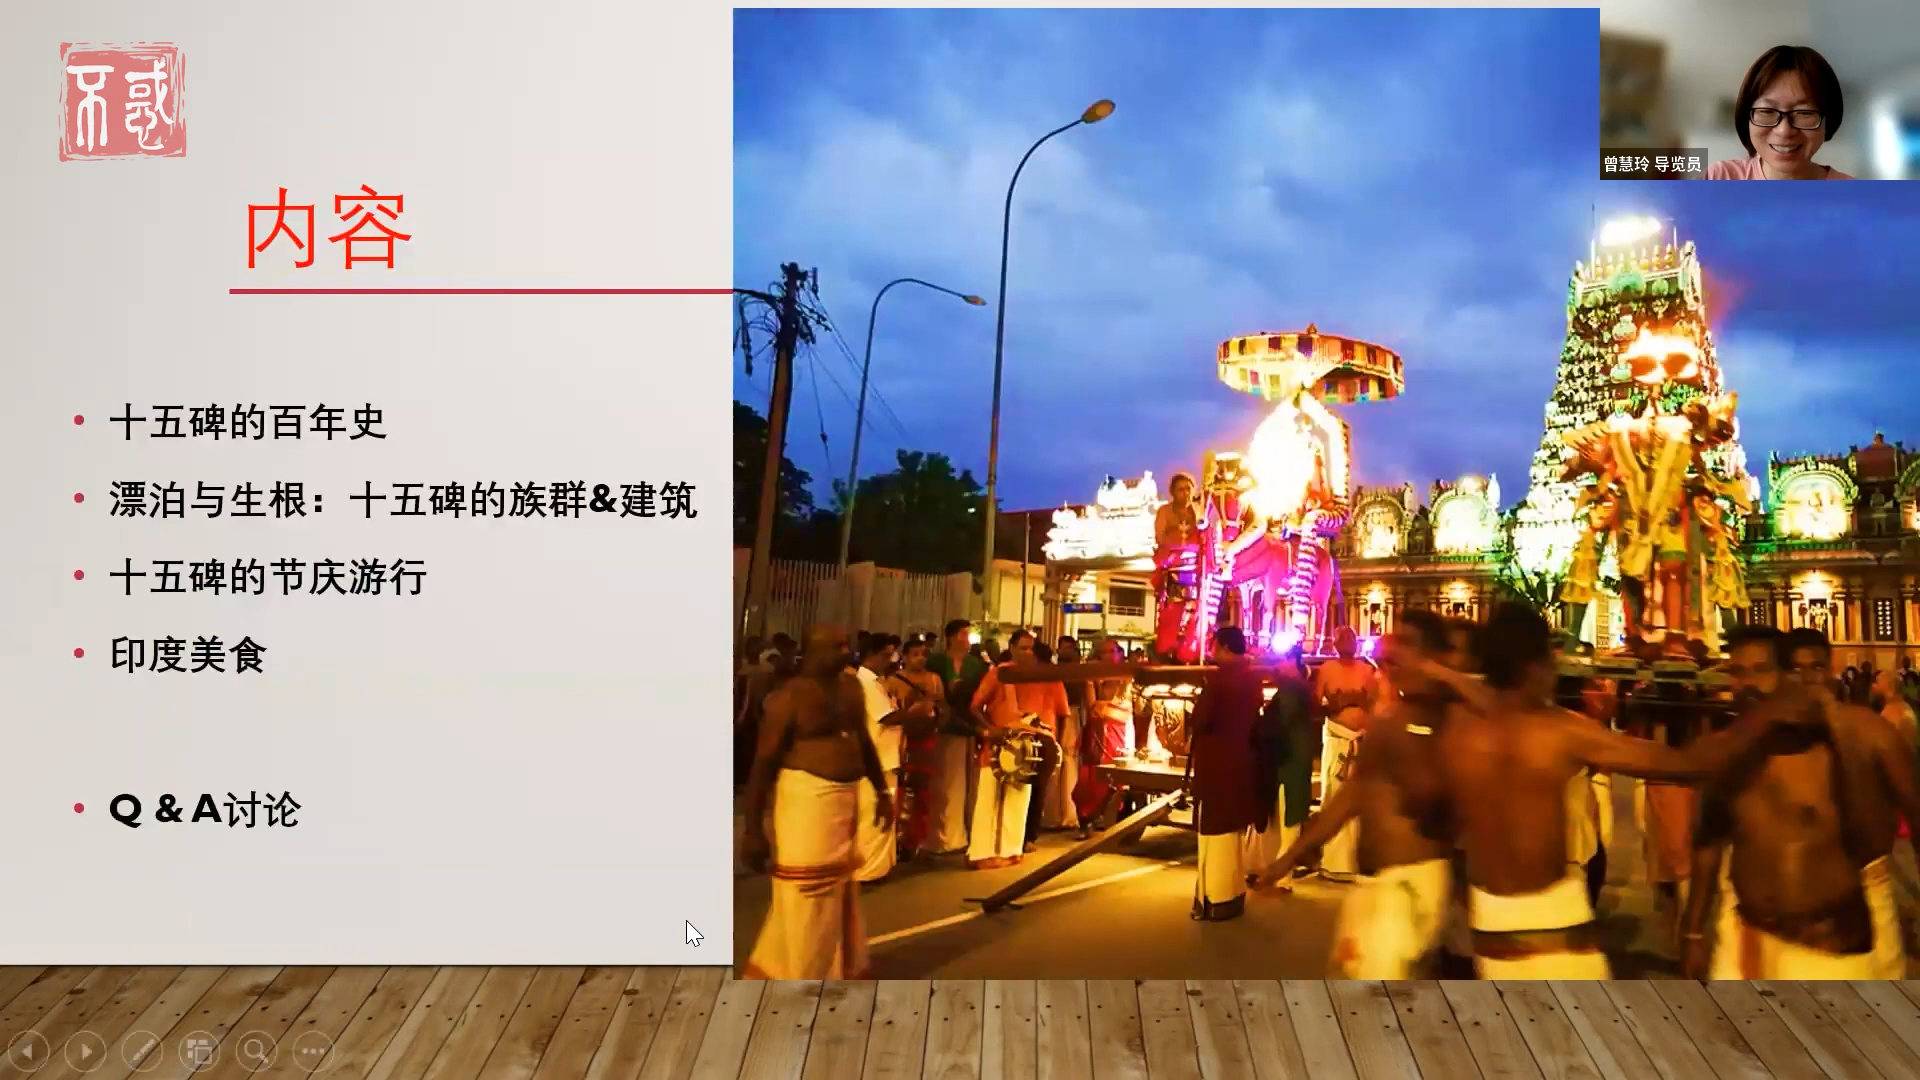 不惑
内容
十五碑的百年史
漂泊与生根：十五碑的族群&建筑
十五碑的节庆游行
印度美食
Q & A讨论
曾慧玲 导览员